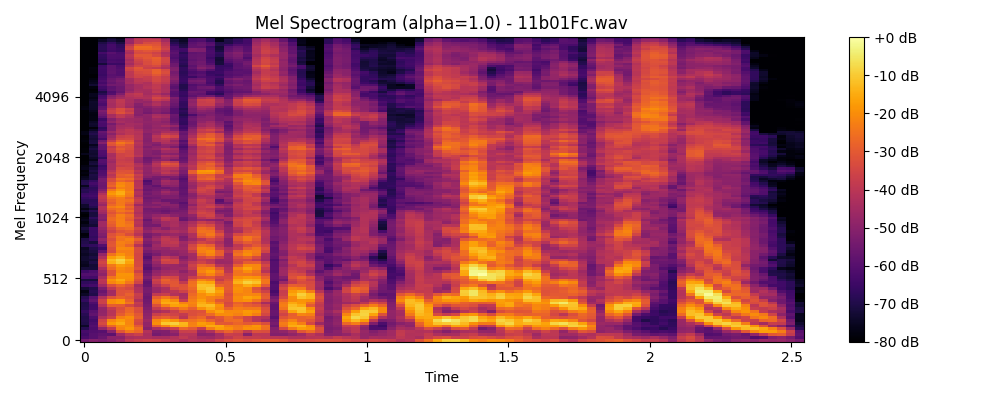 Mel Spectrogram (alpha=1.0) - 11b01Fc.wav
Mel Frequency
4096
2048
1024
512
0
0
0.5
1
1.5
2
2.5
Time
+0 dB
-10 dB
-20 dB
-30 dB
-40 dB
-50 dB
-60 dB
-70 dB
-80 dB